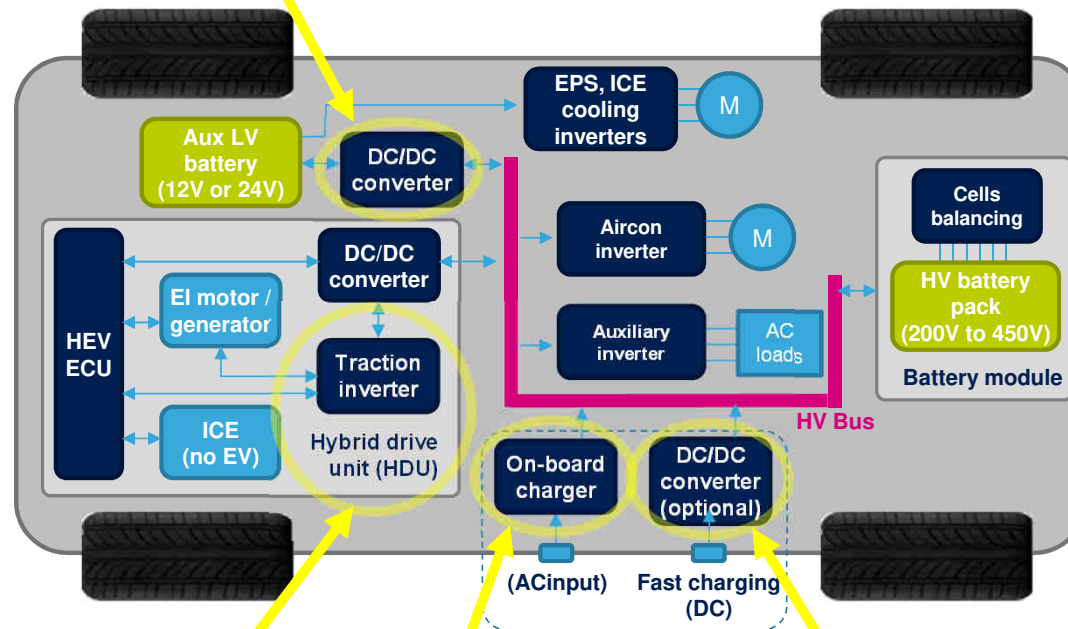 EPS, ICE
cooling
inverters
M
Aux LV
battery
(12V or 24V)
DC/DC
converter
Cells
balancing
Aircon
inverter
M
DC/DC
converter
HV battery
pack
(200V to 450V)
El motor /
generator
HEV
ECU
Traction
inverter
Auxiliary
inverter
AC
loads
Battery module
HV Bus
ICE
(no EV)
Hybrid drive
unit (HDU)
On-board
charger
DC/DC
converter
(optional)
(ACinput)
Fast charging
(DC)